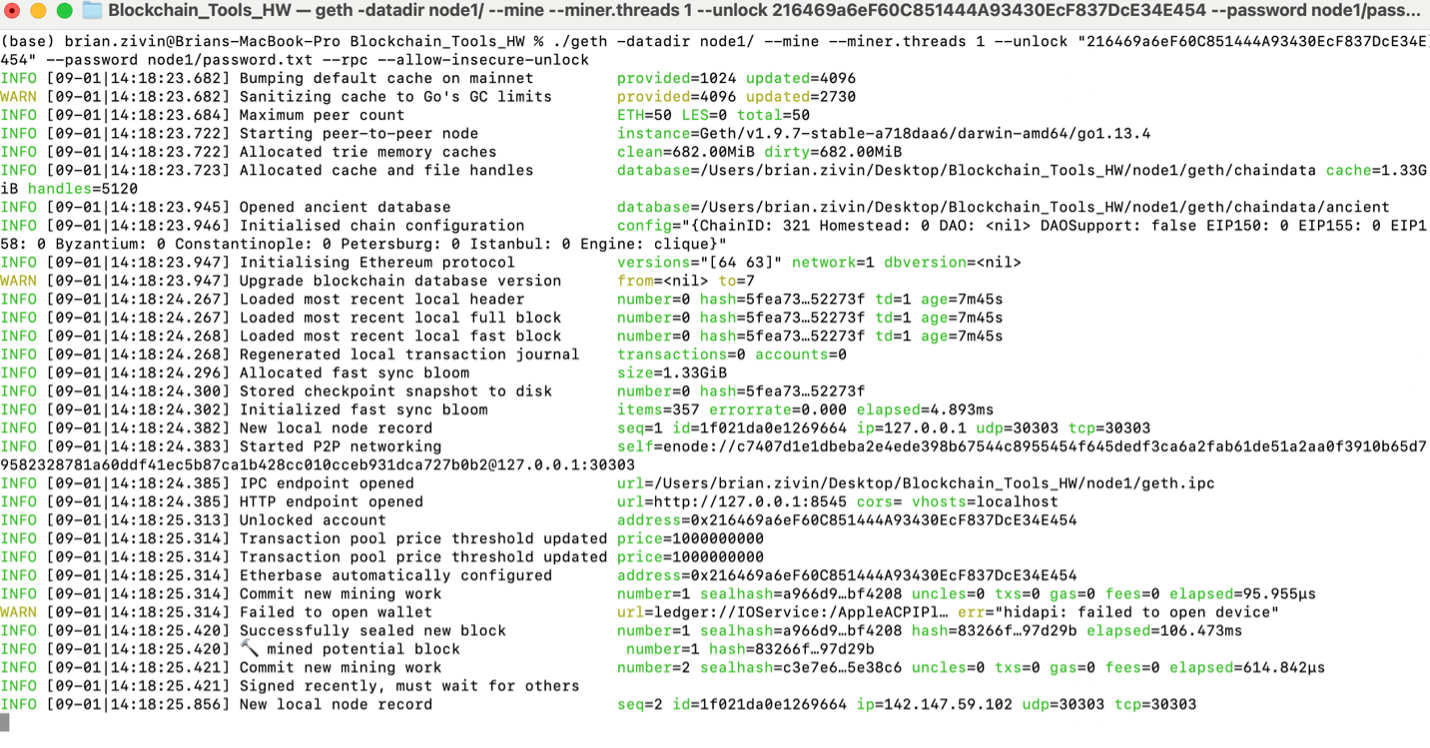 Blockchain_Tools_HW — geth -datadir node1/ --mine --miner.threads 1 --unlock 216469a6eF60C851444A93430EcF837DcE34E454 --password node1/pass...
(base) brian.zivin@Brians-MacBook-Pro Blockchain_Tools_HW % ./geth -datadir node1/ --mine --miner.threads 1 --unlock "216469a6eF60C851444A93430EcF837DcE34E
454" --password node1/password.txt --rpc --allow-insecure-unlock
INFO [09-01|14:18:23.682] Bumping default cache on mainnet provided=1024 updated=4096
WARN [09-01|14:18:23.682] Sanitizing cache to Go's GC limits provided=4096 updated=2730
INFO [09-01|14:18:23.684] Maximum peer count ETH=50 LES=0 total=50
INFO [09-01|14:18:23.722] Starting peer-to-peer node instance=Geth/v1.9.7-stable-a718daa6/darwin-amd64/go1.13.4
INFO [09-01|14:18:23.722] Allocated trie memory caches clean=682.00MiB dirty=682.00MiB
INFO [09-01|14:18:23.723] Allocated cache and file handles database=/Users/brian.zivin/Desktop/Blockchain_Tools_HW/node1/geth/chaindata cache=1.33G
iB handles=5120
INFO [09-01|14:18:23.945] Opened ancient database database=/Users/brian.zivin/Desktop/Blockchain_Tools_HW/node1/geth/chaindata/ancient
INFO [09-01|14:18:23.946] Initialised chain configuration config="{ChainID: 321 Homestead: 0 DAO: <nil> DAOSupport: false EIP150: 0 EIP155: 0 EIP1
58: 0 Byzantium: 0 Constantinople: 0 Petersburg: 0 Istanbul: 0 Engine: clique}"
INFO [09-01|14:18:23.947] Initialising Ethereum protocol versions="[64 63]" network=1 dbversion=<nil>
WARN [09-01|14:18:23.947] Upgrade blockchain database version from=<nil> to=7
INFO [09-01|14:18:24.267] Loaded most recent local header number=0 hash=5fea73…52273f td=1 age=7m45s
INFO [09-01|14:18:24.267] Loaded most recent local full block number=0 hash=5fea73…52273f td=1 age=7m45s
INFO [09-01|14:18:24.268] Loaded most recent local fast block number=0 hash=5fea73…52273f td=1 age=7m45s
INFO [09-01|14:18:24.268] Regenerated local transaction journal transactions=0 accounts=0
INFO [09-01|14:18:24.296] Allocated fast sync bloom size=1.33GiB
INFO [09-01|14:18:24.300] Stored checkpoint snapshot to disk number=0 hash=5fea73…52273f
INFO [09-01|14:18:24.302] Initialized fast sync bloom items=357 errorrate=0.000 elapsed=4.893ms
INFO [09-01|14:18:24.382] New local node record seq=1 id=1f021da0e1269664 ip=127.0.0.1 udp=30303 tcp=30303
INFO [09-01|14:18:24.383] Started P2P networking self=enode://c7407d1e1dbeba2e4ede398b67544c8955454f645dedf3ca6a2fab61de51a2aa0f3910b65d7
9582328781a60ddf41ec5b87ca1b428cc010cceb931dca727b0b2@127.0.0.1:30303
INFO [09-01|14:18:24.385] IPC endpoint opened url=/Users/brian.zivin/Desktop/Blockchain_Tools_HW/node1/geth.ipc
INFO [09-01|14:18:24.385] HTTP endpoint opened url=http://127.0.0.1:8545 cors= vhosts=localhost
INFO [09-01|14:18:25.313] Unlocked account address=0x216469a6eF60C851444A93430EcF837DcE34E454
INFO [09-01|14:18:25.314] Transaction pool price threshold updated price=1000000000
INFO [09-01|14:18:25.314] Transaction pool price threshold updated price=1000000000
INFO [09-01|14:18:25.314] Etherbase automatically configured address=0x216469a6eF60C851444A93430EcF837DcE34E454
INFO [09-01|14:18:25.314] Commit new mining work number=1 sealhash=a966d9…bf4208 uncles=0 txs=0 gas=0 fees=0 elapsed=95.955µs
WARN [09-01|14:18:25.314] Failed to open wallet url=ledger://IOService:/AppleACPIPl… err="hidapi: failed to open device"
INFO [09-01|14:18:25.420] Successfully sealed new block number=1 sealhash=a966d9…bf4208 hash=83266f…97d29b elapsed=106.473ms
INFO [09-01|14:18:25.420] 🔨 mined potential block number=1 hash=83266f…97d29b
INFO [09-01|14:18:25.421] Commit new mining work number=2 sealhash=c3e7e6…5e38c6 uncles=0 txs=0 gas=0 fees=0 elapsed=614.842µs
INFO [09-01|14:18:25.421] Signed recently, must wait for others
INFO [09-01|14:18:25.856] New local node record seq=2 id=1f021da0e1269664 ip=142.147.59.102 udp=30303 tcp=30303